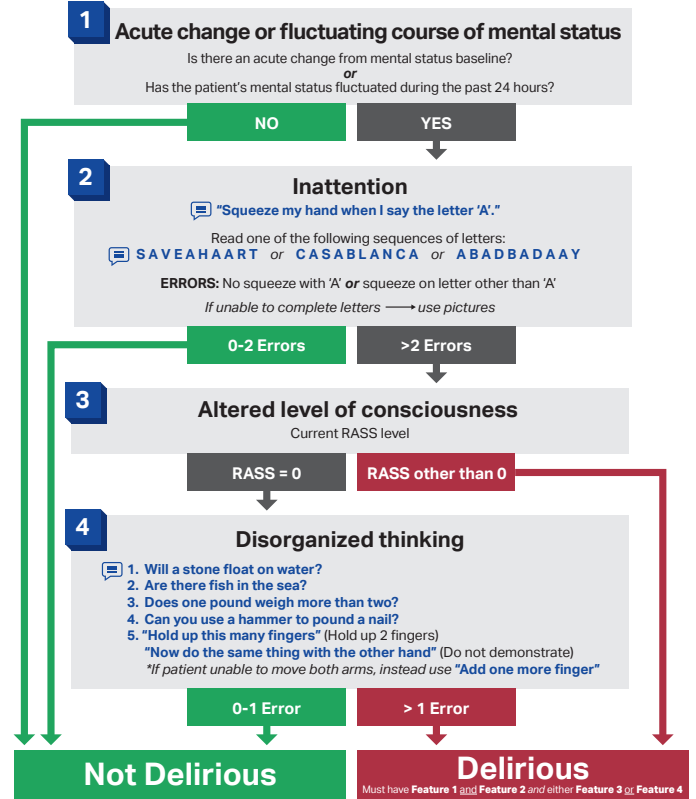 1
Acute change or fluctuating course of mental status
Is there an acute change from mental status baseline?
or
Has the patient’s mental status fluctuated during the past 24 hours?
NO
YES
2
Inattention
“Squeeze my hand when I say the letter ‘A’.”
Read one of the following sequences of letters:
S A V E A H A A R T or C A S A B L A N C A or A B A D B A D A A Y
ERRORS: No squeeze with ‘A’ or squeeze on letter other than ‘A’
If unable to complete letters ⟶ use pictures
0-2 Errors
>2 Errors
3
Altered level of consciousness
Current RASS level
RASS = 0
RASS other than 0
4
Disorganized thinking
1. Will a stone float on water?
2. Are there fish in the sea?
3. Does one pound weigh more than two?
4. Can you use a hammer to pound a nail?
5. “Hold up this many fingers” (Hold up 2 fingers)
“Now do the same thing with the other hand” (Do not demonstrate)
*If patient unable to move both arms, instead use “Add one more finger”
0-1 Error
> 1 Error
Not Delirious
Delirious
Must have Feature 1 and Feature 2 and either Feature 3 or Feature 4